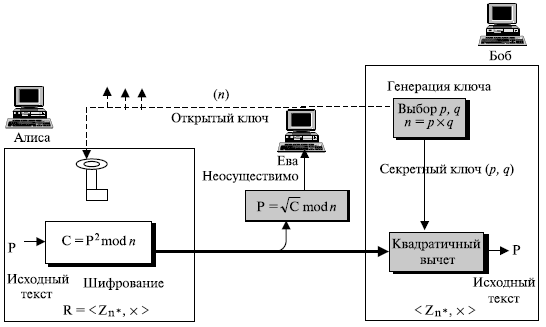 Боб
Алиса
(n)
Открытый ключ
Генерация ключа
Выбор p, q
n = p × q
Ева
Неосуществимо
Секретный ключ (p, q)
P = √C mod n
P
C = P² mod n
Квадратичный
вычет
P
Исходный
текст
Шифрование
Исходный
текст
R = < Zn*, × >
< Zn*, × >